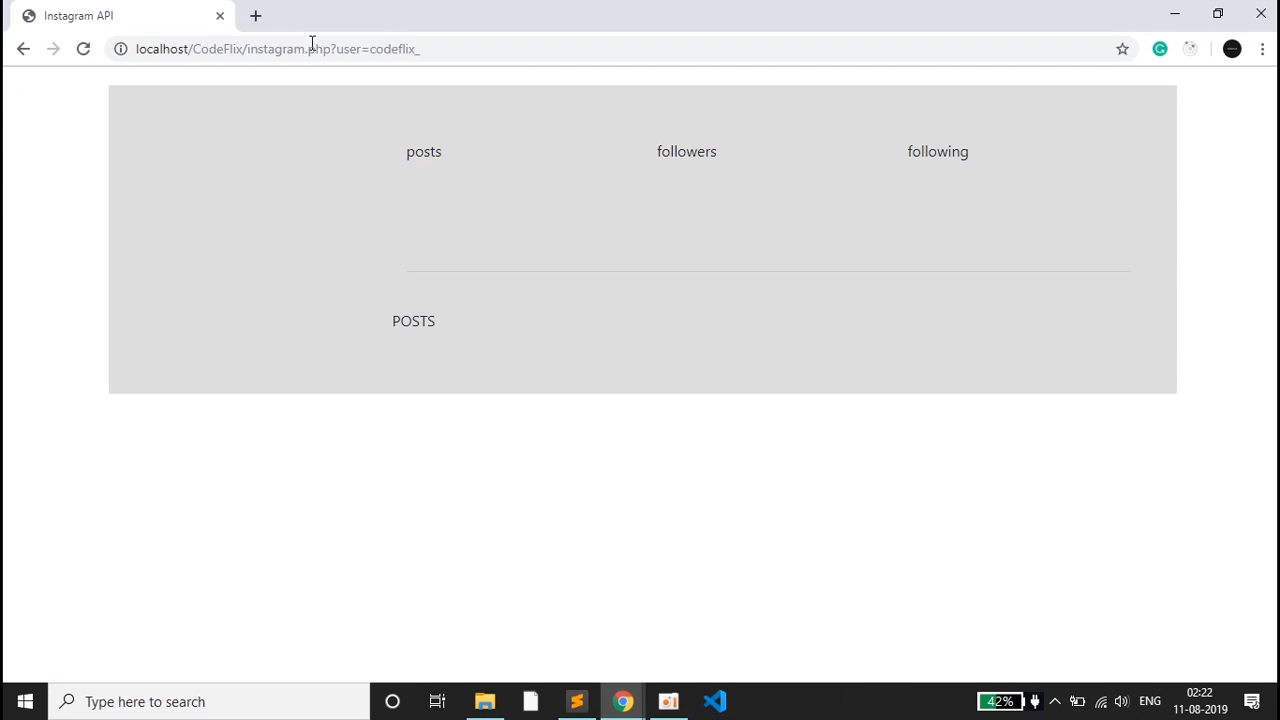 Instagram API
localhost/CodeFlix/instagram.php?user=codeflix_
posts followers following
POSTS
Type here to search
42%
ENG
02:22
11-08-2019